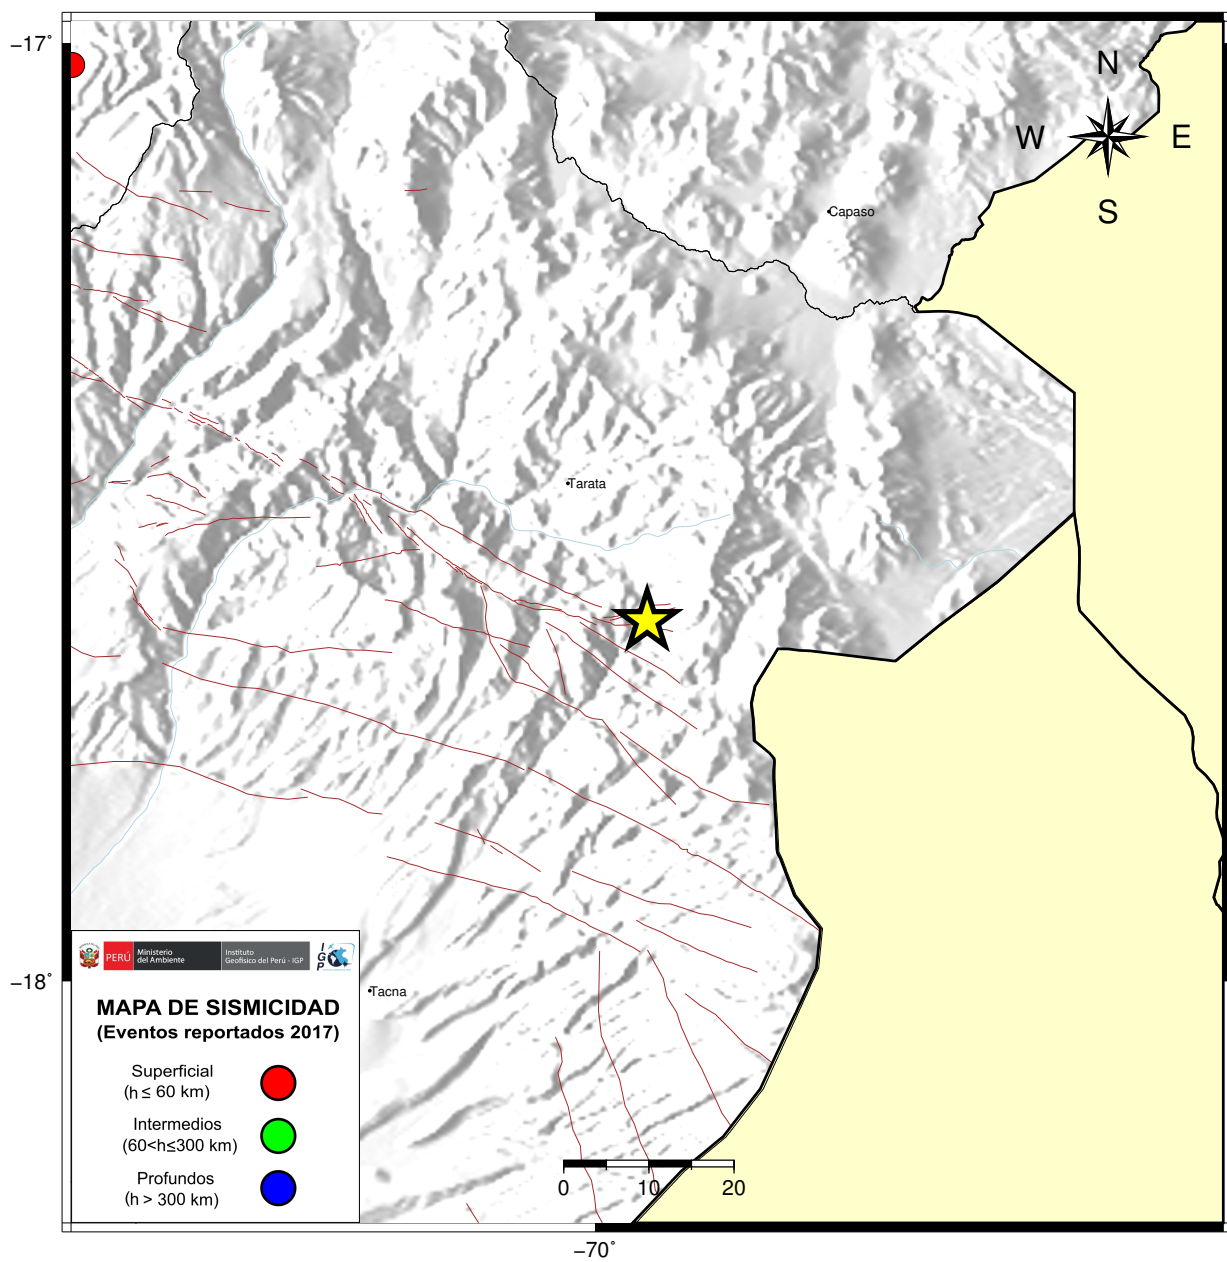 −17˚
N
W
E
S
Capaso
Tarata
PERÚ
Ministerio
del Ambiente
Instituto
Geofísico del Perú - IGP
IGP
MAPA DE SISMICIDAD
(Eventos reportados 2017)
Superficial
(h ≤ 60 km)
Intermedios
(60<h≤300 km)
Profundos
(h > 300 km)
−18˚
Tacna
0 10 20
−70˚